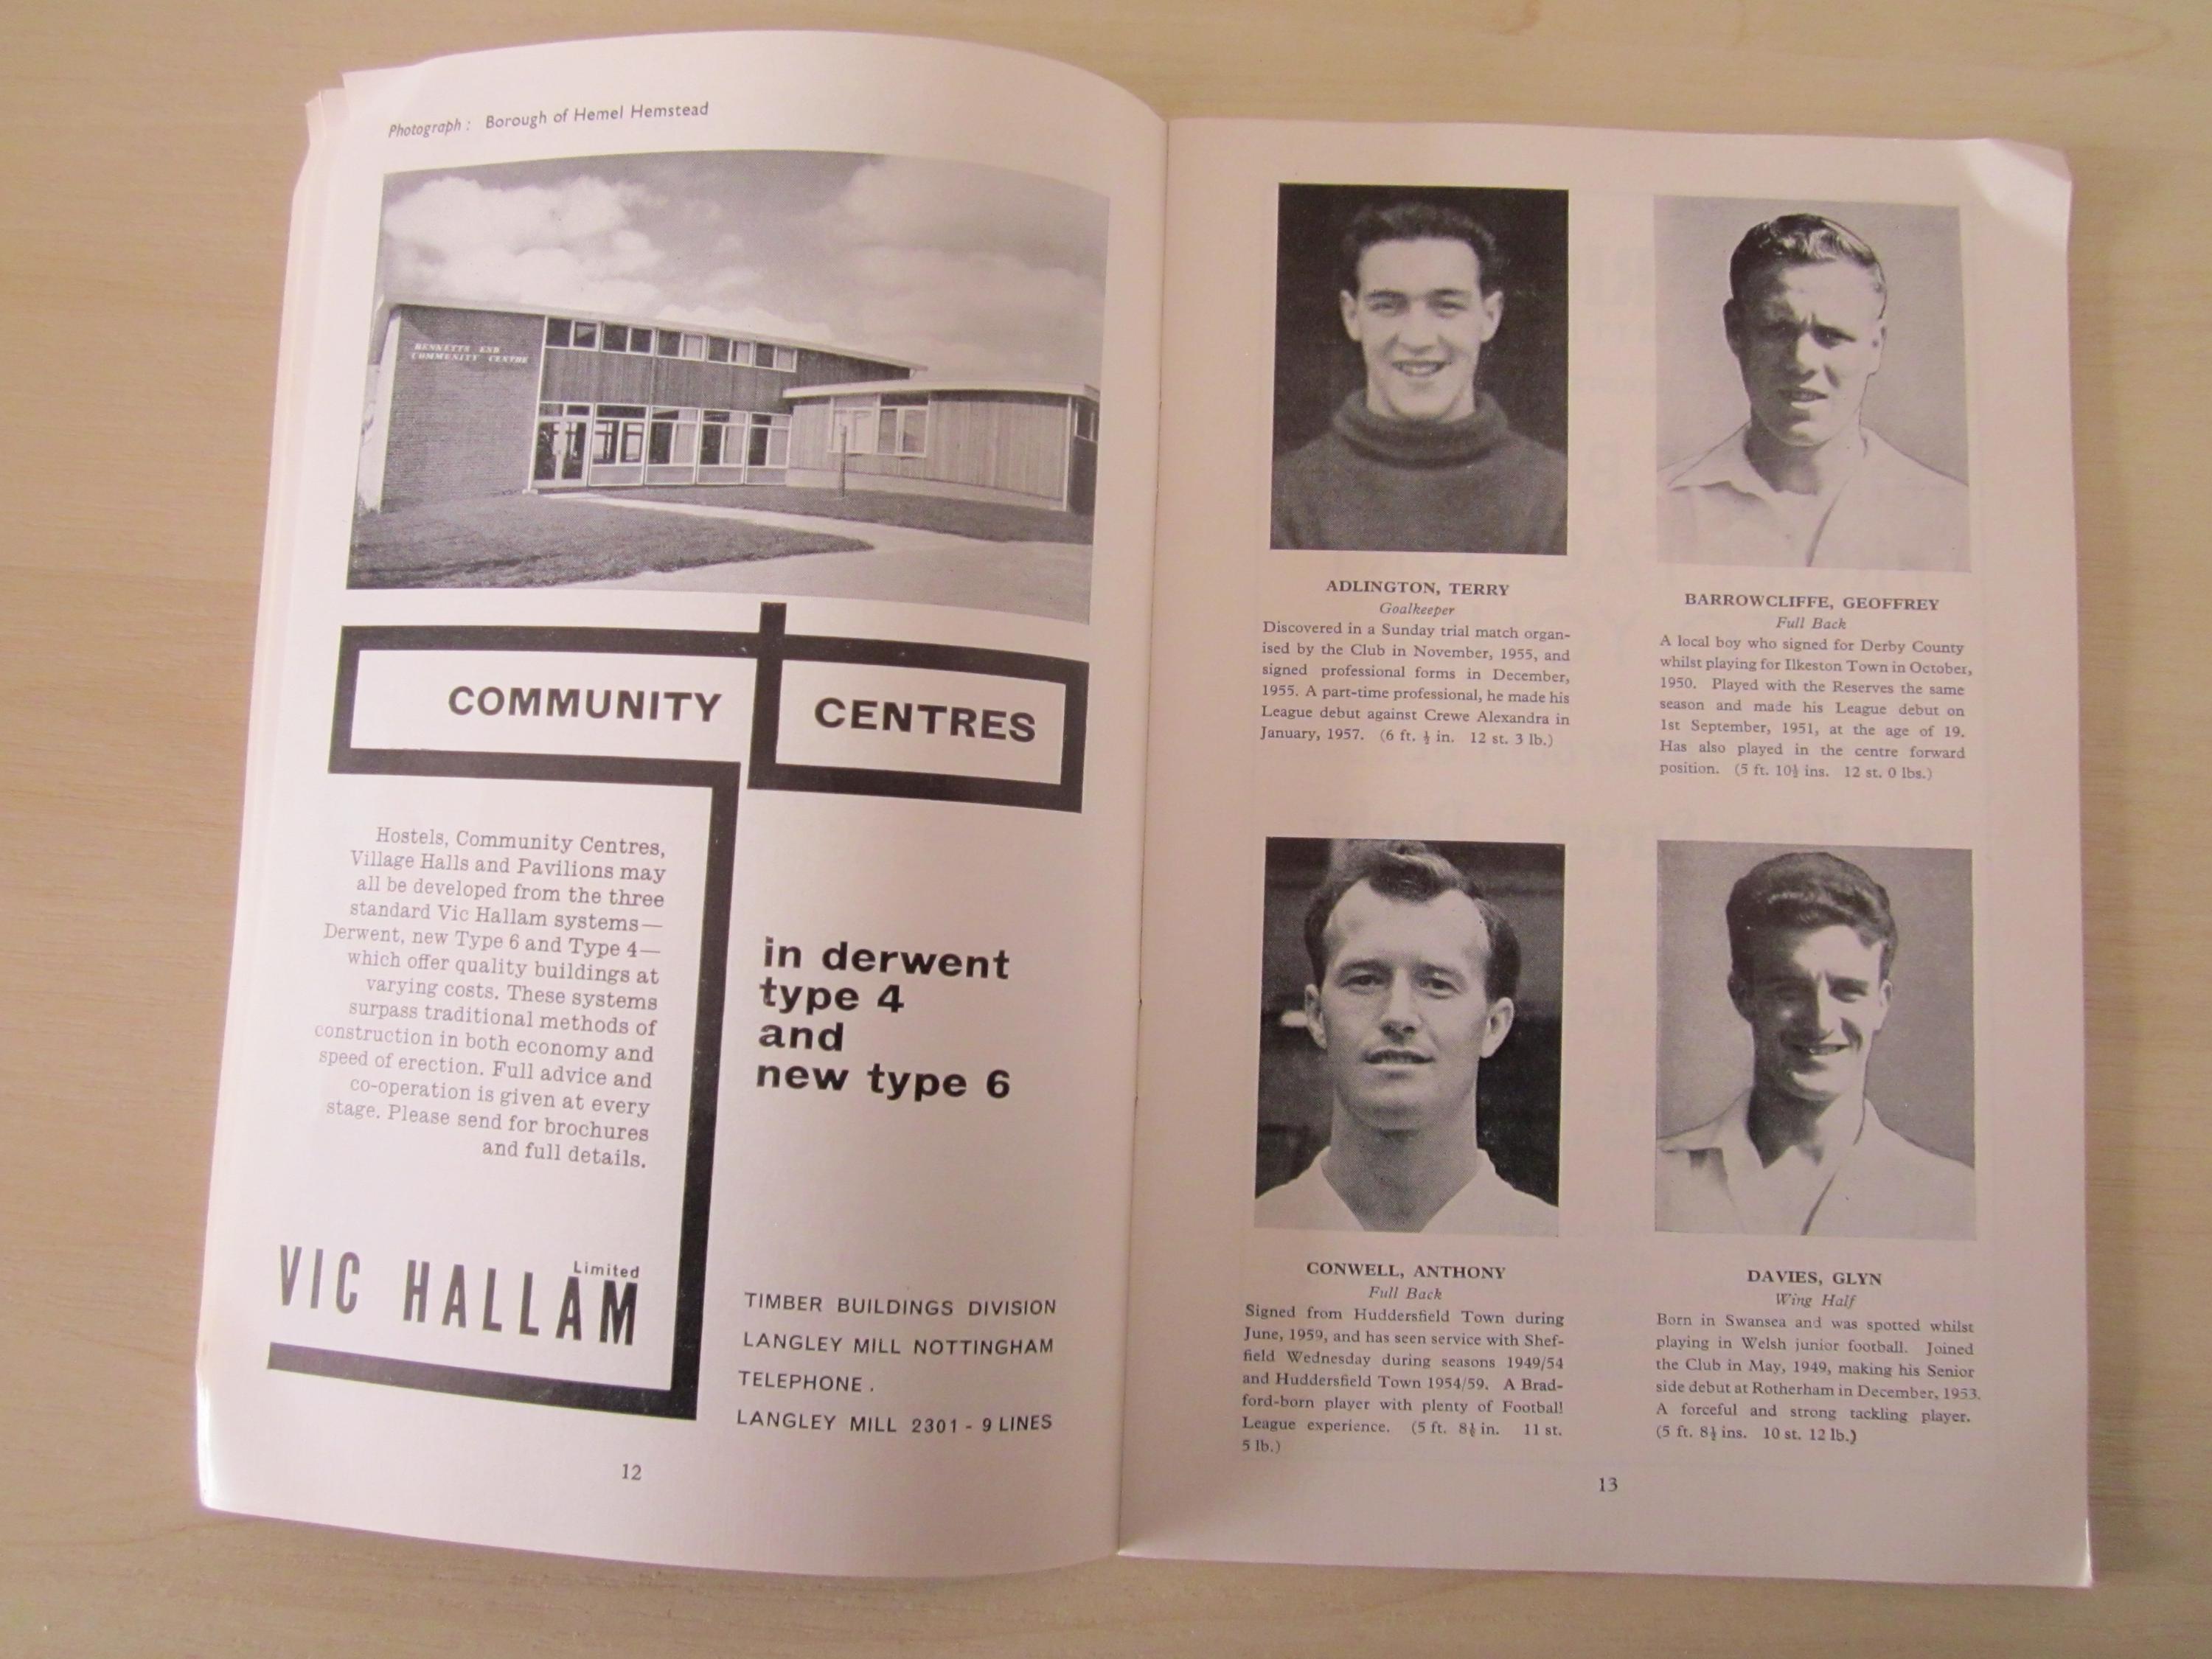 Photograph : Borough of Hemel Hemstead
BENNETTS END
COMMUNITY CENTRE
COMMUNITY CENTRES
Hostels, Community Centres,
Village Halls and Pavilions may
all be developed from the three
standard Vic Hallam systems—
Derwent, new Type 6 and Type 4—
which offer quality buildings at
varying costs. These systems
surpass traditional methods of
construction in both economy and
speed of erection. Full advice and
co-operation is given at every
stage. Please send for brochures
and full details.
in derwent
type 4
and
new type 6
VIC HALLAM Limited
TIMBER BUILDINGS DIVISION
LANGLEY MILL NOTTINGHAM
TELEPHONE .
LANGLEY MILL 2301 - 9 LINES
12
ADLINGTON, TERRY
Goalkeeper
Discovered in a Sunday trial match organ-
ised by the Club in November, 1955, and
signed professional forms in December,
1955. A part-time professional, he made his
League debut against Crewe Alexandra in
January, 1957. (6 ft. ½ in. 12 st. 3 lb.)
BARROWCLIFFE, GEOFFREY
Full Back
A local boy who signed for Derby County
whilst playing for Ilkeston Town in October,
1950. Played with the Reserves the same
season and made his League debut on
1st September, 1951, at the age of 19.
Has also played in the centre forward
position. (5 ft. 10½ ins. 12 st. 0 lbs.)
CONWELL, ANTHONY
Full Back
Signed from Huddersfield Town during
June, 1959, and has seen service with Shef-
field Wednesday during seasons 1949/54
and Huddersfield Town 1954/59. A Brad-
ford-born player with plenty of Football
League experience. (5 ft. 8½ in. 11 st.
5 lb.)
DAVIES, GLYN
Wing Half
Born in Swansea and was spotted whilst
playing in Welsh junior football. Joined
the Club in May, 1949, making his Senior
side debut at Rotherham in December, 1953.
A forceful and strong tackling player.
(5 ft. 8½ ins. 10 st. 12 lb.)
13